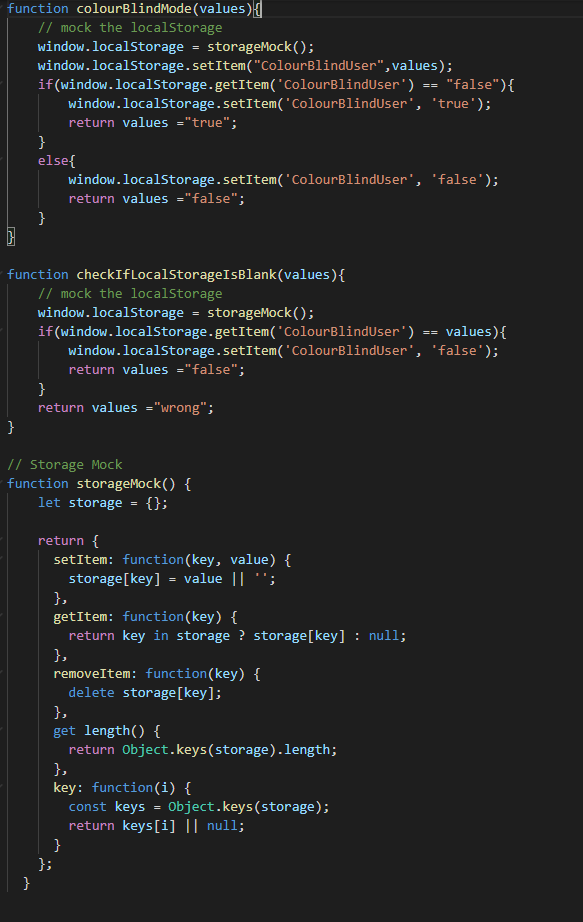 function colourBlindMode(values){
    // mock the localStorage
    window.localStorage = storageMock();
    window.localStorage.setItem("ColourBlindUser",values);
    if(window.localStorage.getItem('ColourBlindUser') == "false"){
        window.localStorage.setItem('ColourBlindUser', 'true');
        return values ="true";
    }
    else{
        window.localStorage.setItem('ColourBlindUser', 'false');
        return values ="false";
    }
}

function checkIfLocalStorageIsBlank(values){
    // mock the localStorage
    window.localStorage = storageMock();
    if(window.localStorage.getItem('ColourBlindUser') == values){
        window.localStorage.setItem('ColourBlindUser', 'false');
        return values ="false";
    }
    return values ="wrong";
}

// Storage Mock
function storageMock() {
    let storage = {};

    return {
      setItem: function(key, value) {
        storage[key] = value || '';
      },
      getItem: function(key) {
        return key in storage ? storage[key] : null;
      },
      removeItem: function(key) {
        delete storage[key];
      },
      get length() {
        return Object.keys(storage).length;
      },
      key: function(i) {
        const keys = Object.keys(storage);
        return keys[i] || null;
      }
    };
  }